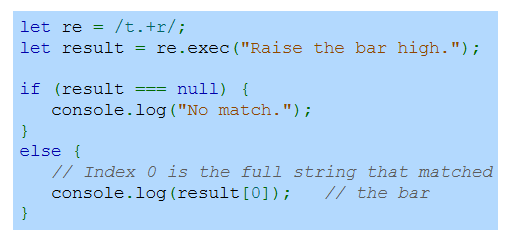 let re = /t.+r/;
let result = re.exec("Raise the bar high.");
if (result === null) {
console.log("No match.");
}
else {
// Index 0 is the full string that matched
console.log(result[0]); // the bar
}